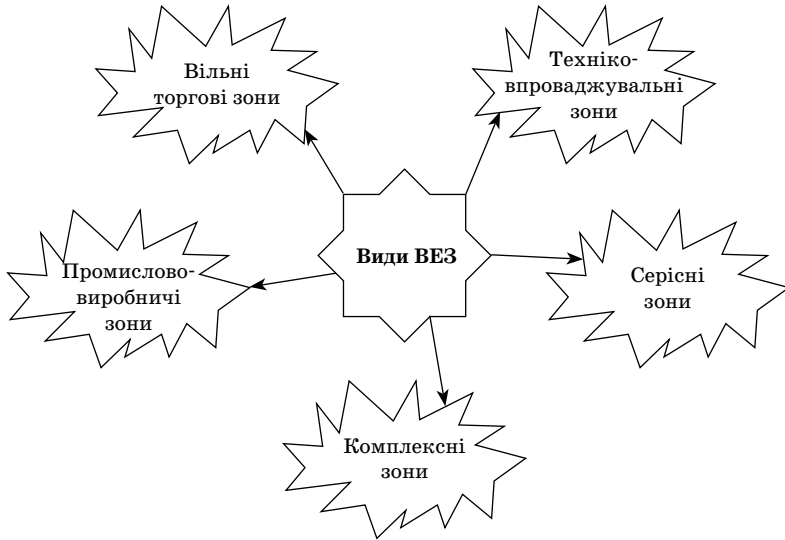 Вільні
торгові зони
Техніко-
впроваджувальні
зони
Види ВЕЗ
Промислово-
виробничі
зони
Серісні
зони
Комплексні
зони